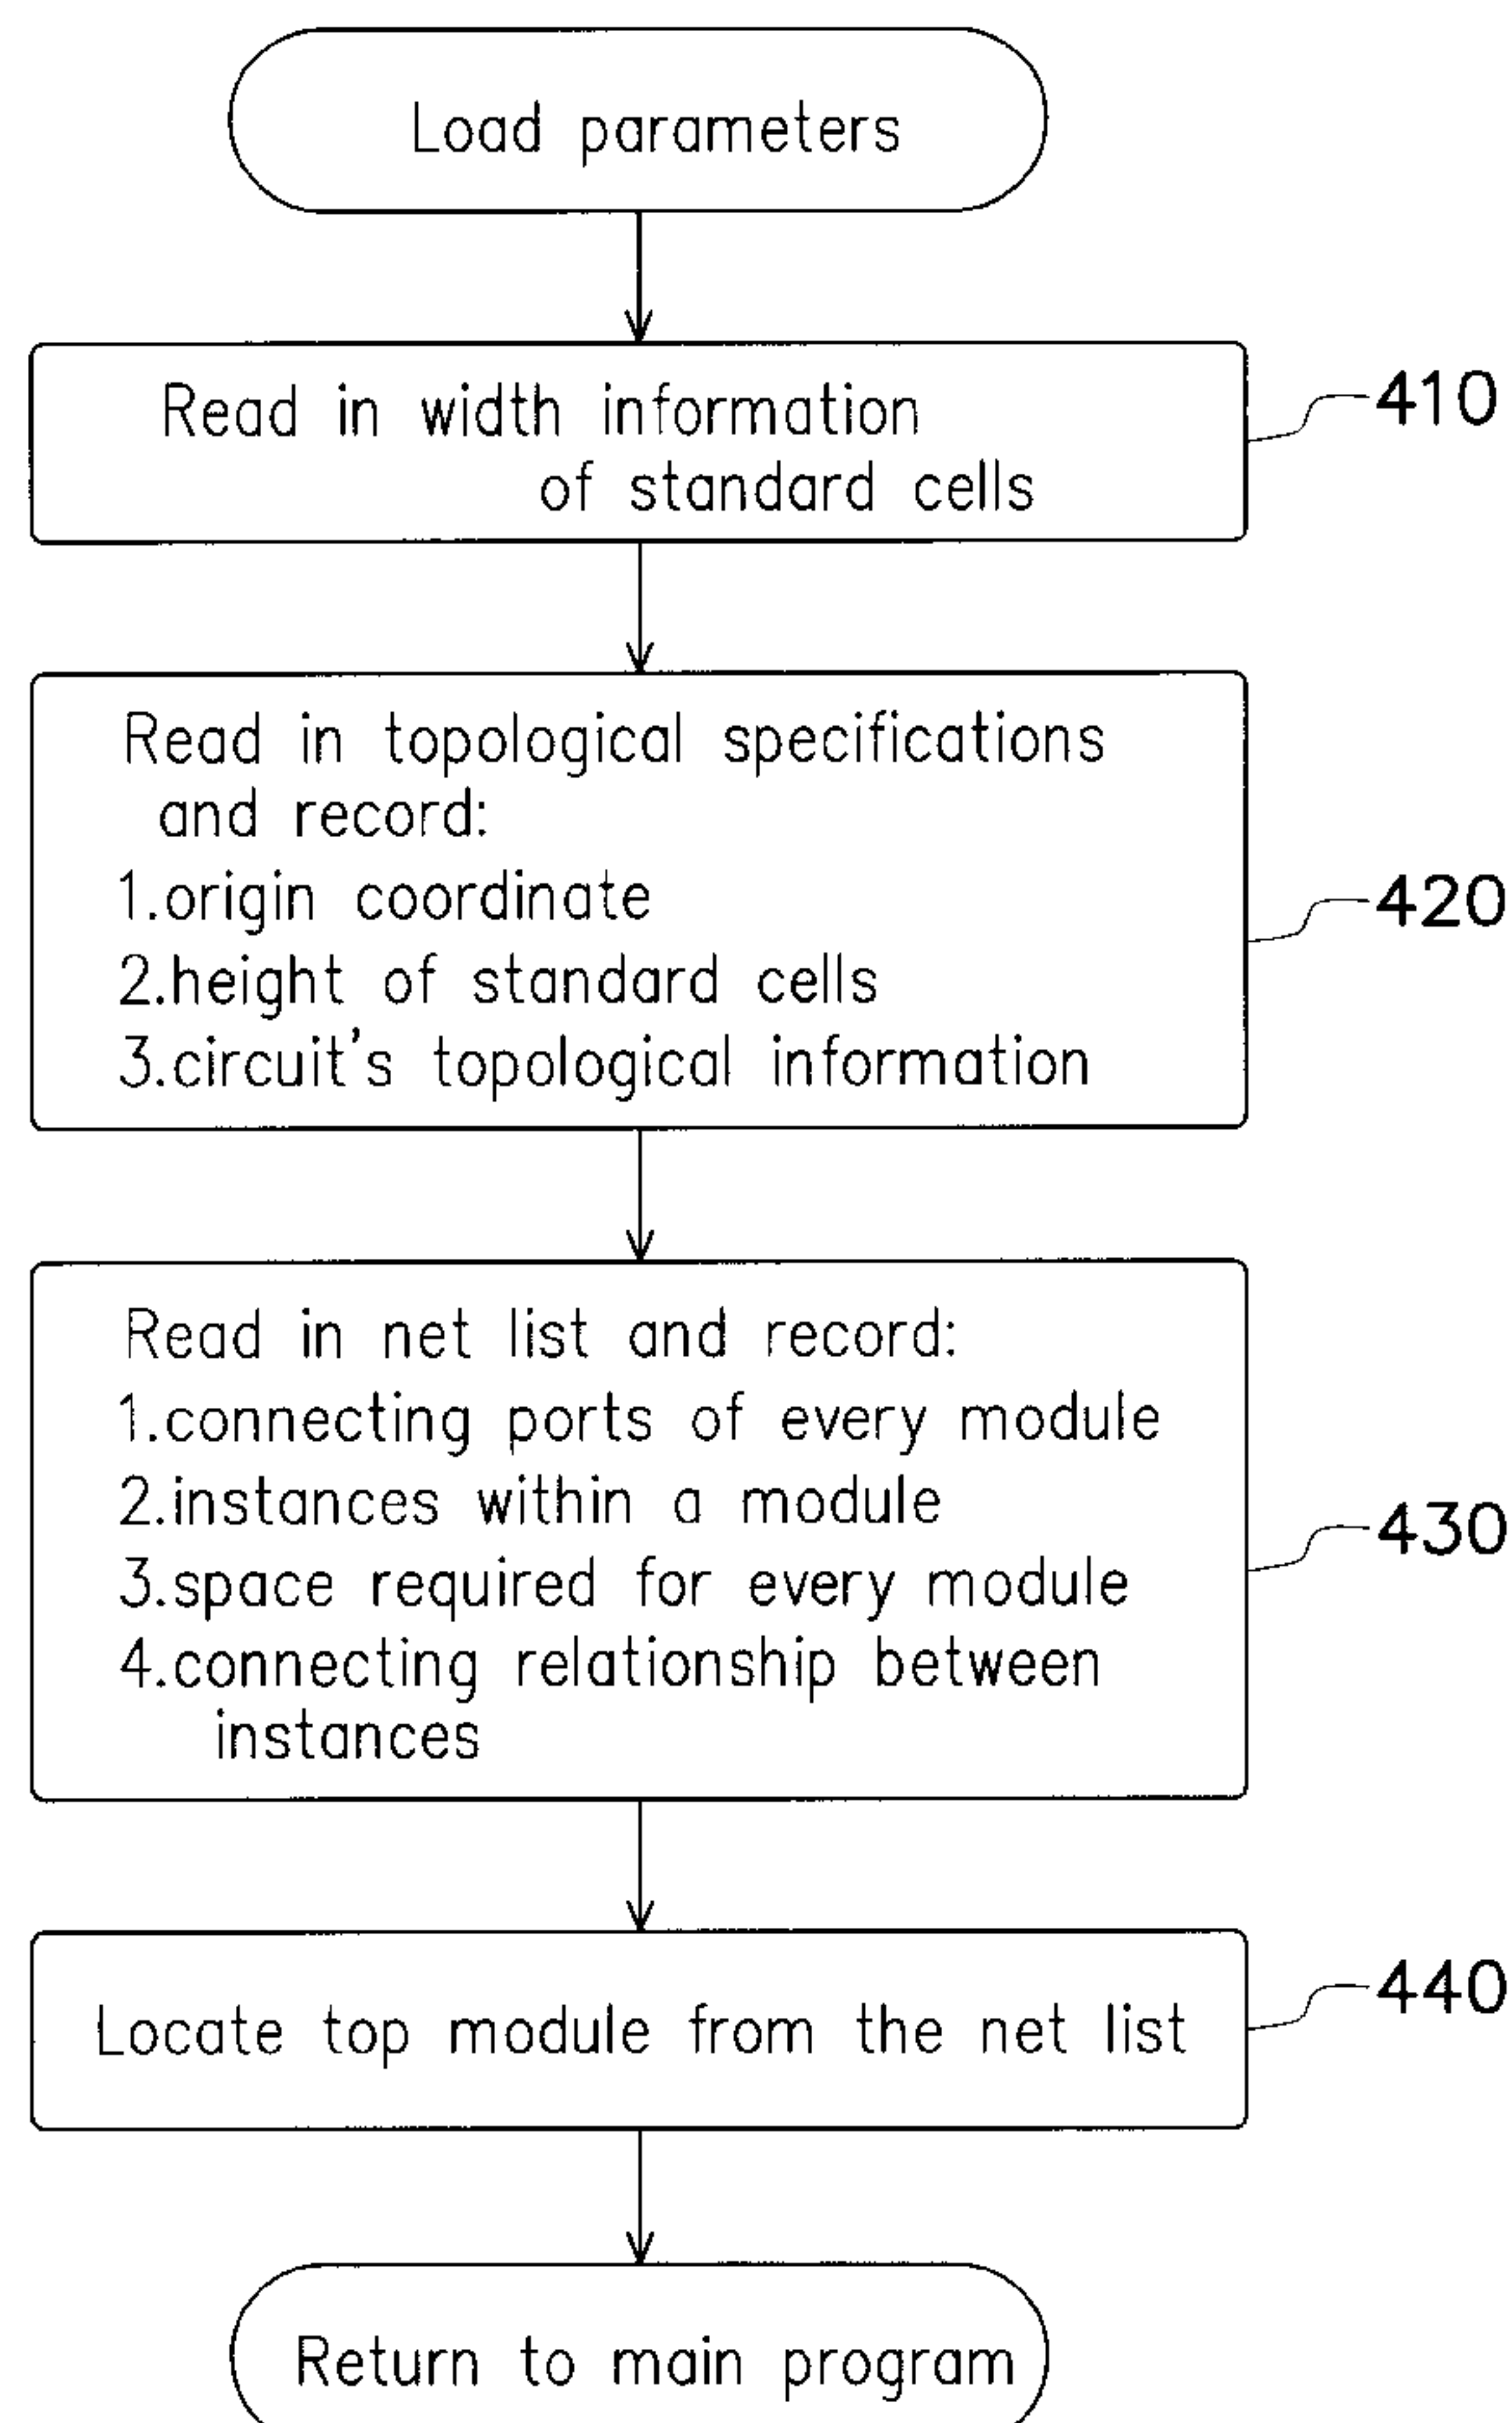 Load parameters
Read in width information
of standard cells
410
Read in topological specifications
and record:
1.origin coordinate
2.height of standard cells
3.circuit's topological information
420
Read in net list and record:
1.connecting ports of every module
2.instances within a module
3.space required for every module
4.connecting relationship between
instances
430
Locate top module from the net list
440
Return to main program